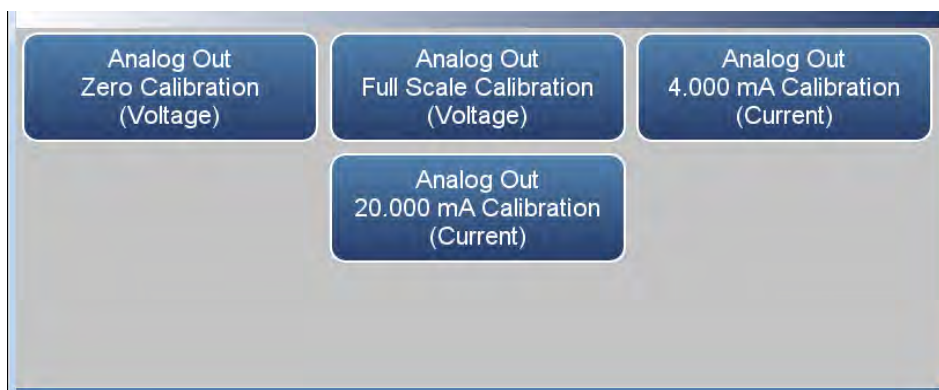 Analog Out
Zero Calibration
(Voltage)
Analog Out
Full Scale Calibration
(Voltage)
Analog Out
4.000 mA Calibration
(Current)
Analog Out
20.000 mA Calibration
(Current)